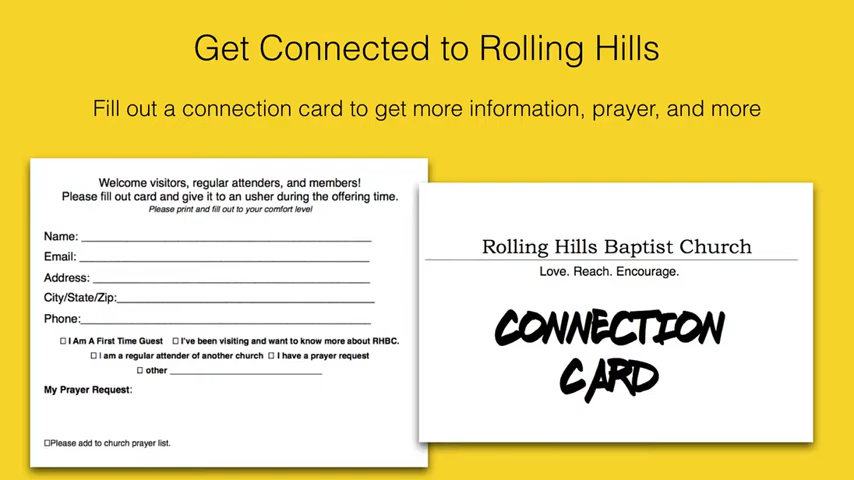 Get Connected to Rolling Hills
Fill out a connection card to get more information, prayer, and more
Welcome visitors, regular attenders, and members!
Please fill out card and give it to an usher during the offering time.
Please print and fill out to your comfort level
Name:
Email:
Address:
City/State/Zip:
Phone:
☐ I Am A First Time Guest ☐ I've been visiting and want to know more about RHBC.
☐ I am a regular attender of another church ☐ I have a prayer request
☐ other
My Prayer Request:
☐Please add to church prayer list.
Rolling Hills Baptist Church
Love. Reach. Encourage.
CONNECTION
CARD